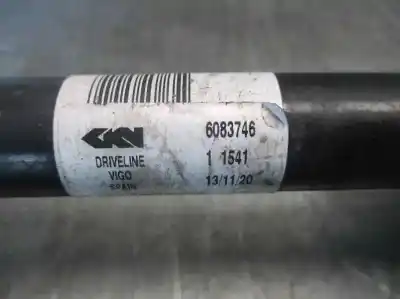 GKN 6083746
DRIVELINE 1 1541
VIGO 13/11/20
SPAIN